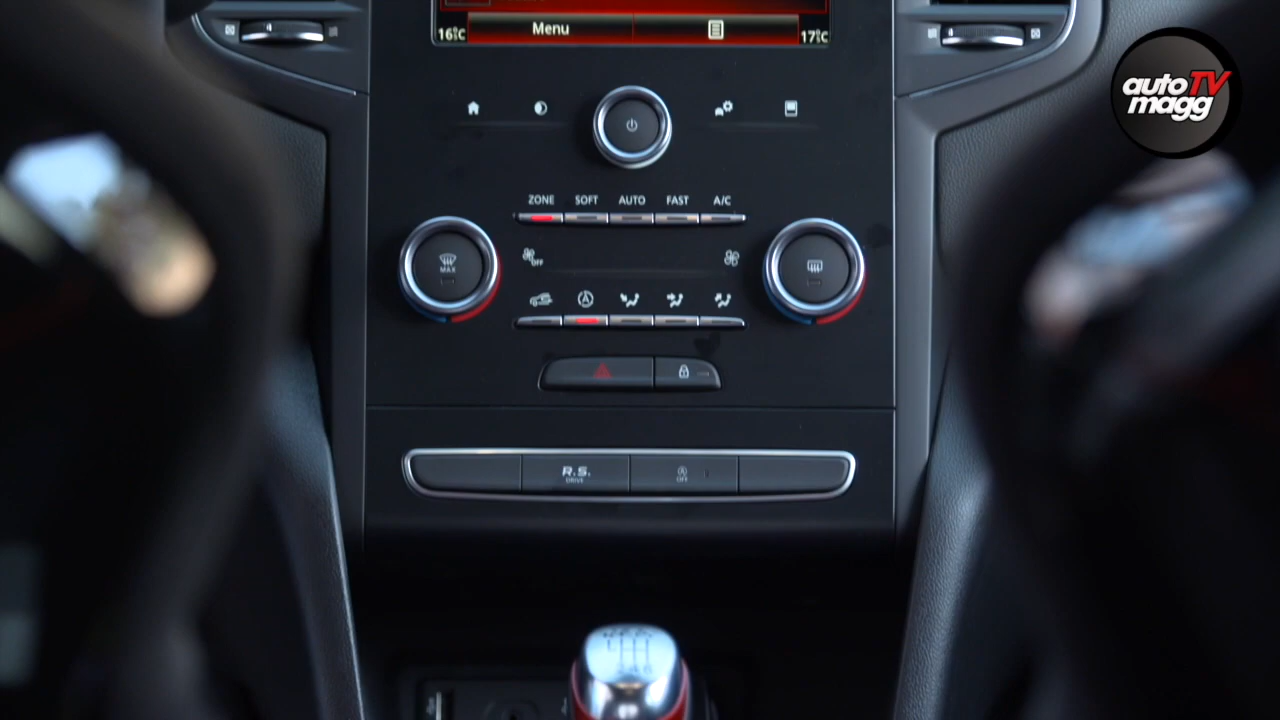 16°C
Menu
17°C
auto TV
magg
ZONE SOFT AUTO FAST A/C
MAX
OFF
R.S.
DRIVE
OFF